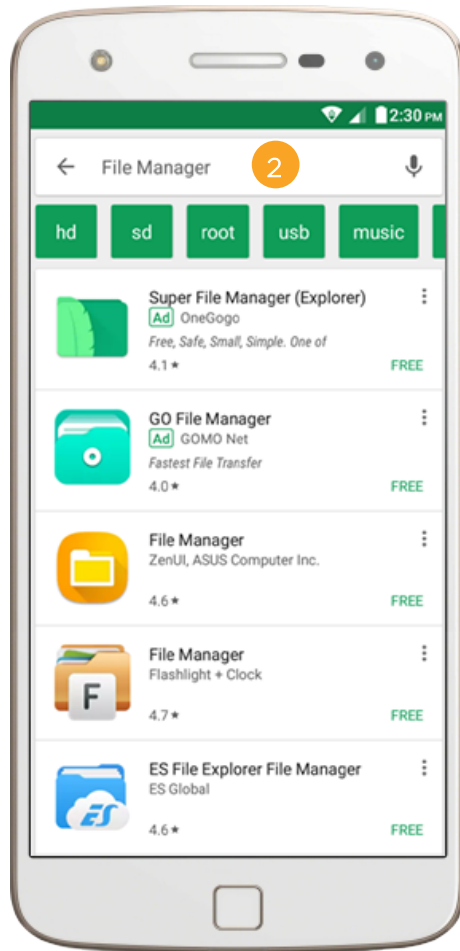 2:30 PM
File Manager 2
hd sd root usb music
Super File Manager (Explorer)
Ad OneGogo
Free, Safe, Small, Simple. One of
4.1★ FREE
GO File Manager
Ad GOMO Net
Fastest File Transfer
4.0★ FREE
File Manager
ZenUI, ASUS Computer Inc.
4.6★ FREE
F
File Manager
Flashlight + Clock
4.7★ FREE
ES
ES File Explorer File Manager
ES Global
4.6★ FREE